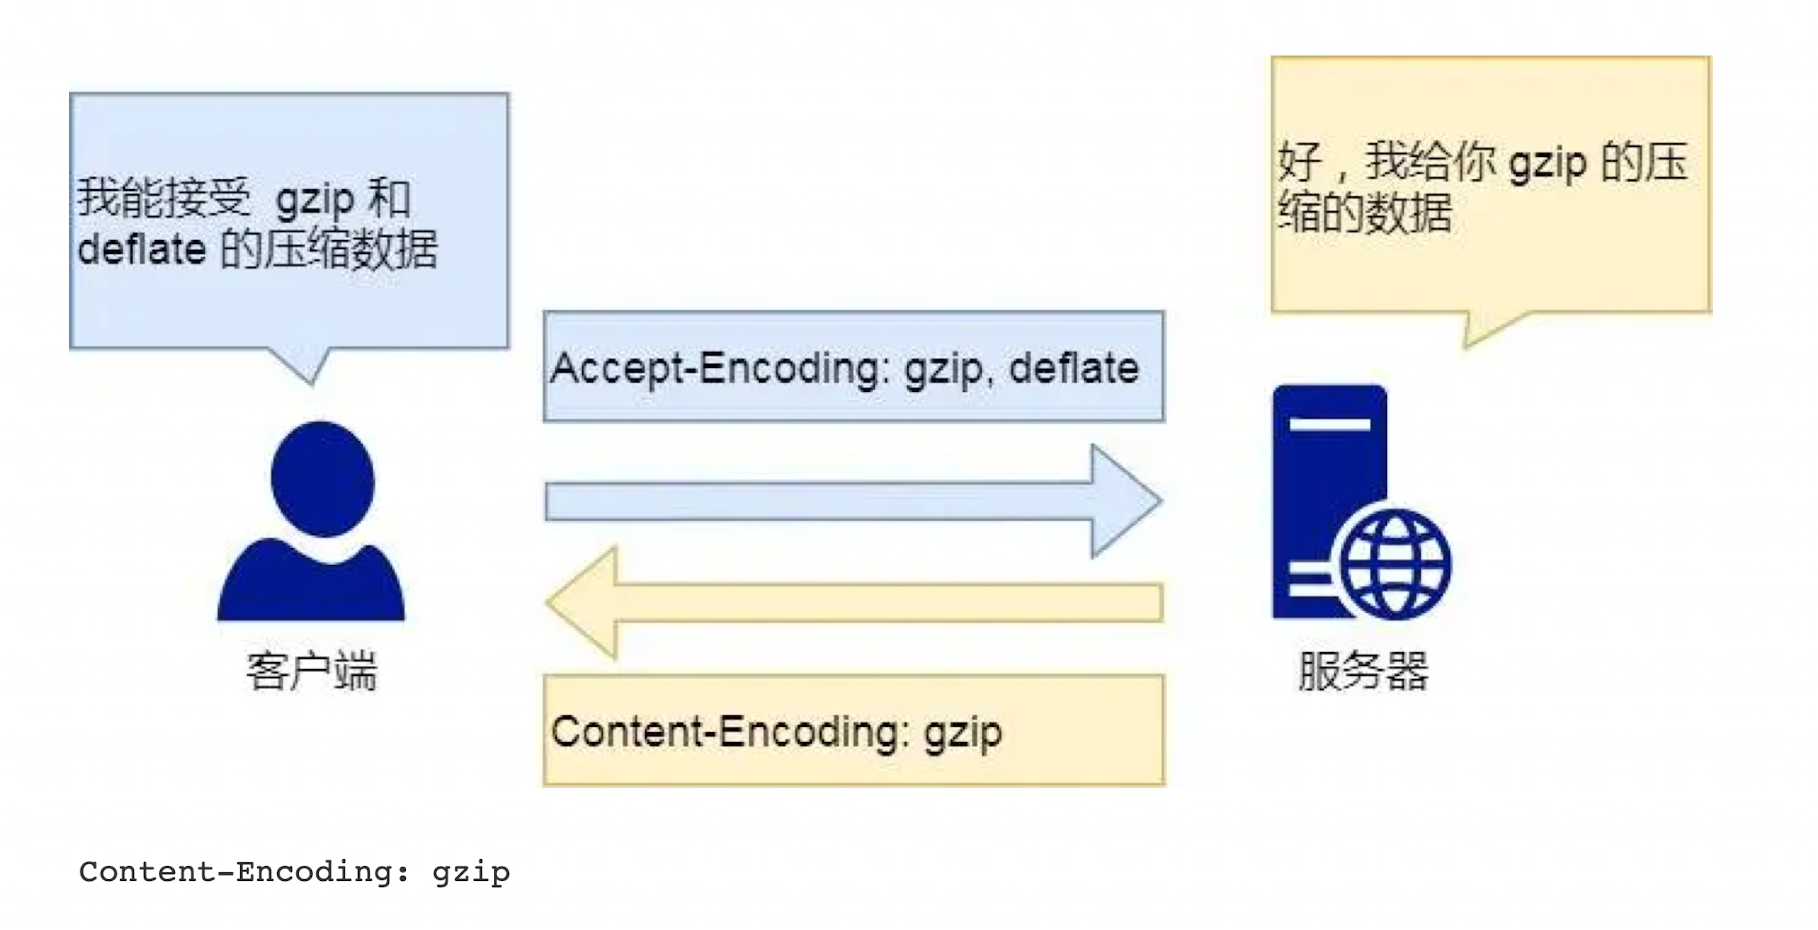 我能接受 gzip 和
deflate 的压缩数据
好，我给你 gzip 的压
缩的数据
Accept-Encoding: gzip, deflate
客户端
服务器
Content-Encoding: gzip
Content-Encoding: gzip